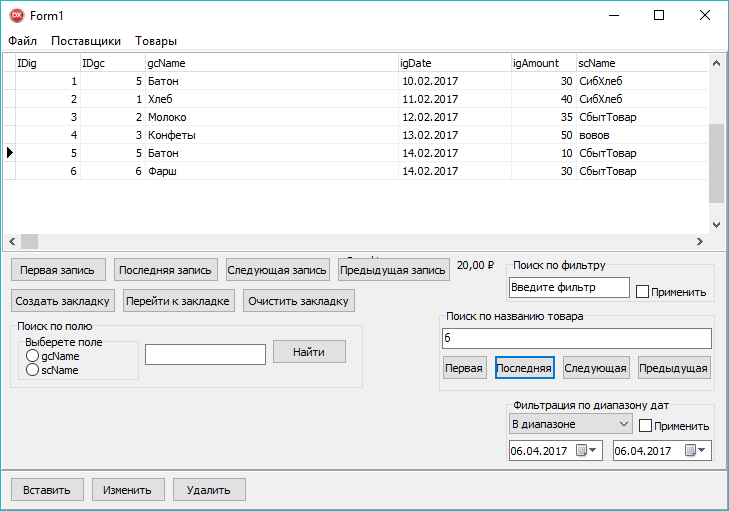 Form1
Файл Поставщики Товары
IDig IDgc gcName igDate igAmount scName
1 5 Батон 10.02.2017 30 СибХлеб
2 1 Хлеб 11.02.2017 40 СибХлеб
3 2 Молоко 12.02.2017 35 СбытТовар
4 3 Конфеты 13.02.2017 50 вовов
5 5 Батон 14.02.2017 10 СбытТовар
6 6 Фарш 14.02.2017 30 СбытТовар
Первая запись Последняя запись Следующая запись Предыдущая запись 20,00 ₽
Поиск по фильтру
Введите фильтр Применить
Создать закладку Перейти к закладке Очистить закладку
Поиск по полю
Выберете поле
gcName
scName
Найти
Поиск по названию товара
б
Первая Последняя Следующая Предыдущая
Фильтрация по диапазону дат
В диапазоне Применить
06.04.2017 06.04.2017
Вставить Изменить Удалить